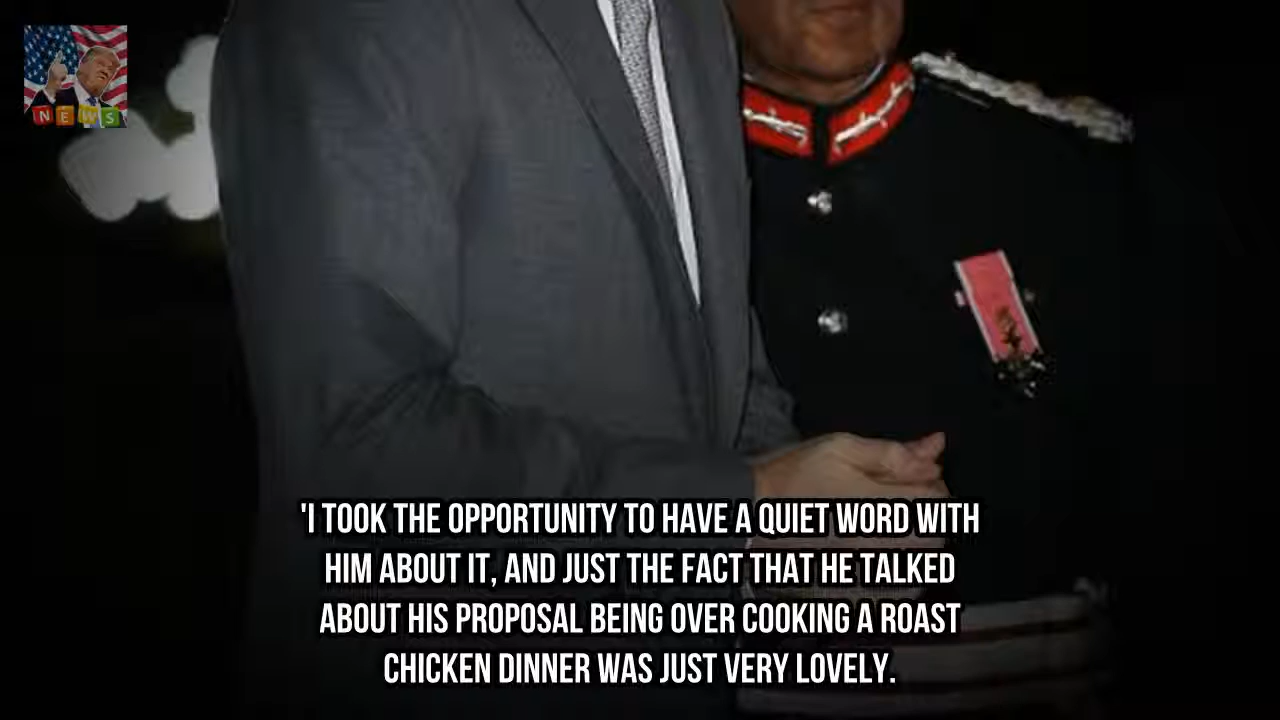 NEWS
'I TOOK THE OPPORTUNITY TO HAVE A QUIET WORD WITH
HIM ABOUT IT, AND JUST THE FACT THAT HE TALKED
ABOUT HIS PROPOSAL BEING OVER COOKING A ROAST
CHICKEN DINNER WAS JUST VERY LOVELY.